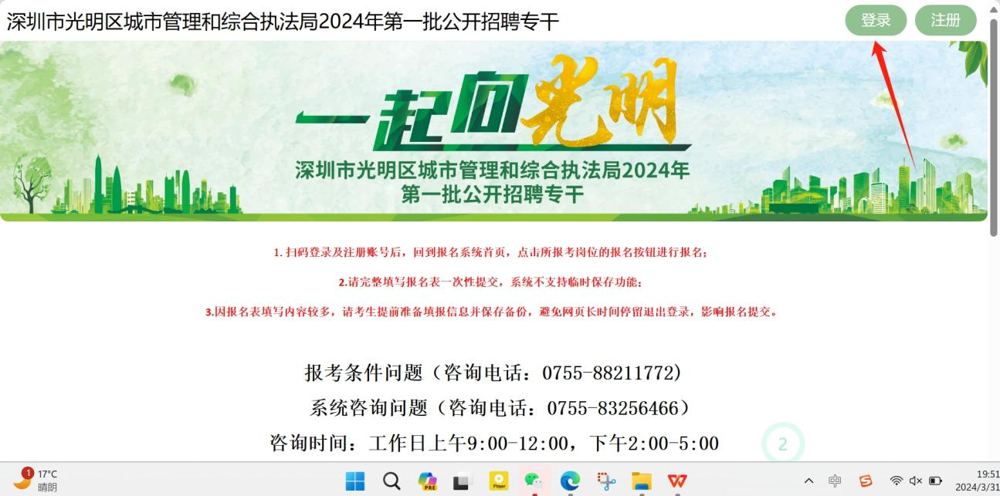 深圳市光明区城市管理和综合执法局2024年第一批公开招聘专干
登录
注册
一起向光明
深圳市光明区城市管理和综合执法局2024年
第一批公开招聘专干
1. 扫码登录及注册账号后，回到报名系统首页，点击所报考岗位的报名按钮进行报名；
2.请完整填写报名表一次性提交，系统不支持临时保存功能；
3.因报名表填写内容较多，请考生提前准备填报信息并保存备份，避免网页长时间停留退出登录，影响报名提交。
报考条件问题（咨询电话：0755-88211772)
系统咨询问题（咨询电话：0755-83256466）
咨询时间：工作日上午9:00-12:00，下午2:00-5:00
2
1
17°C
晴朗
PRE
Player
中
19:51
2024/3/31